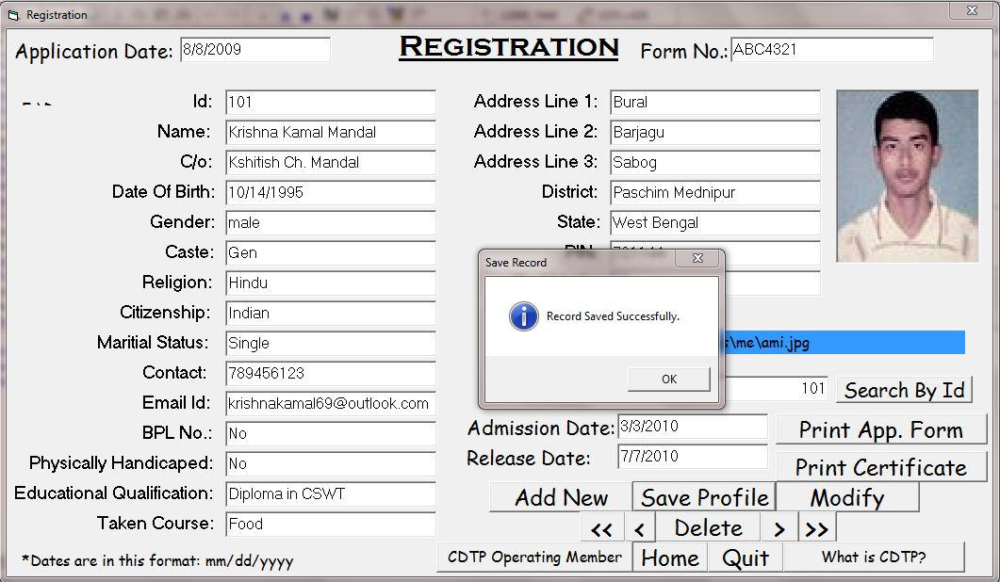 Registration
Application Date: 8/8/2009
REGISTRATION
Form No.: ABC4321
Id: 101
Name: Krishna Kamal Mandal
C/o: Kshitish Ch. Mandal
Date Of Birth: 10/14/1995
Gender: male
Caste: Gen
Religion: Hindu
Citizenship: Indian
Maritial Status: Single
Contact: 789456123
Email Id: krishnakamal69@outlook.com
BPL No.: No
Physically Handicaped: No
Educational Qualification: Diploma in CSWT
Taken Course: Food
*Dates are in this format: mm/dd/yyyy
Address Line 1: Bural
Address Line 2: Barjagu
Address Line 3: Sabog
District: Paschim Mednipur
State: West Bengal
Save Record
Record Saved Successfully.
OK
\me\ami.jpg
101 Search By Id
Admission Date: 3/3/2010
Print App. Form
Release Date: 7/7/2010
Print Certificate
Add New Save Profile Modify
<< < Delete > >>
CDTP Operating Member Home Quit What is CDTP?